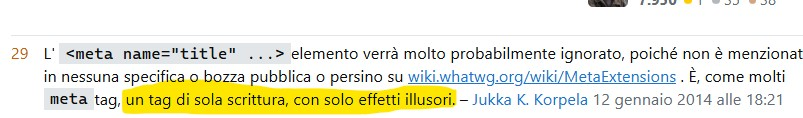 7.950 1 35 38
29 L' <meta name="title" ...> elemento verrà molto probabilmente ignorato, poiché non è menzionat
in nessuna specifica o bozza pubblica o persino su wiki.whatwg.org/wiki/MetaExtensions . È, come molti
meta tag, un tag di sola scrittura, con solo effetti illusori. – Jukka K. Korpela 12 gennaio 2014 alle 18:21